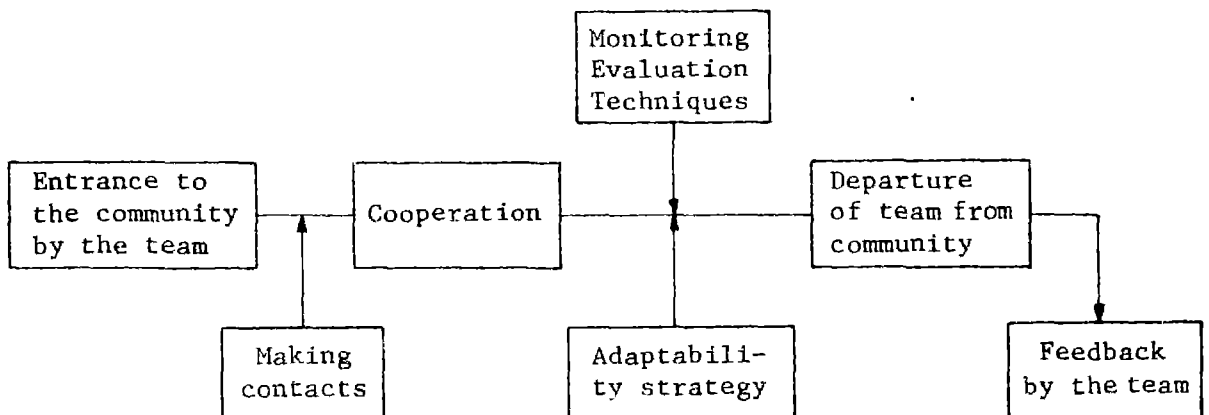 Monitoring
Evaluation
Techniques
Entrance to
the community
by the team
Cooperation
Departure
of team from
community
Making
contacts
Adaptabili-
ty strategy
Feedback
by the team